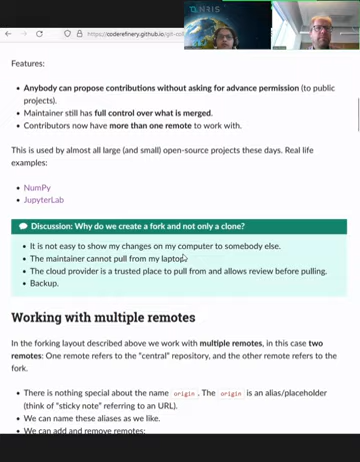 https://coderefinery.github.io/git-co
NRIS
Features:
Anybody can propose contributions without asking for advance permission (to public
projects).
Maintainer still has full control over what is merged.
Contributors now have more than one remote to work with.
This is used by almost all large (and small) open-source projects these days. Real life
examples:
NumPy
JupyterLab
Discussion: Why do we create a fork and not only a clone?
It is not easy to show my changes on my computer to somebody else.
The maintainer cannot pull from my laptop.
The cloud provider is a trusted place to pull from and allows review before pulling.
Backup.
Working with multiple remotes
In the forking layout described above we work with multiple remotes, in this case two
remotes: One remote refers to the "central" repository, and the other remote refers to the
fork.
There is nothing special about the name origin. The origin is an alias/placeholder
(think of "sticky note" referring to an URL).
We can name these aliases as we like.
We can add and remove remotes: